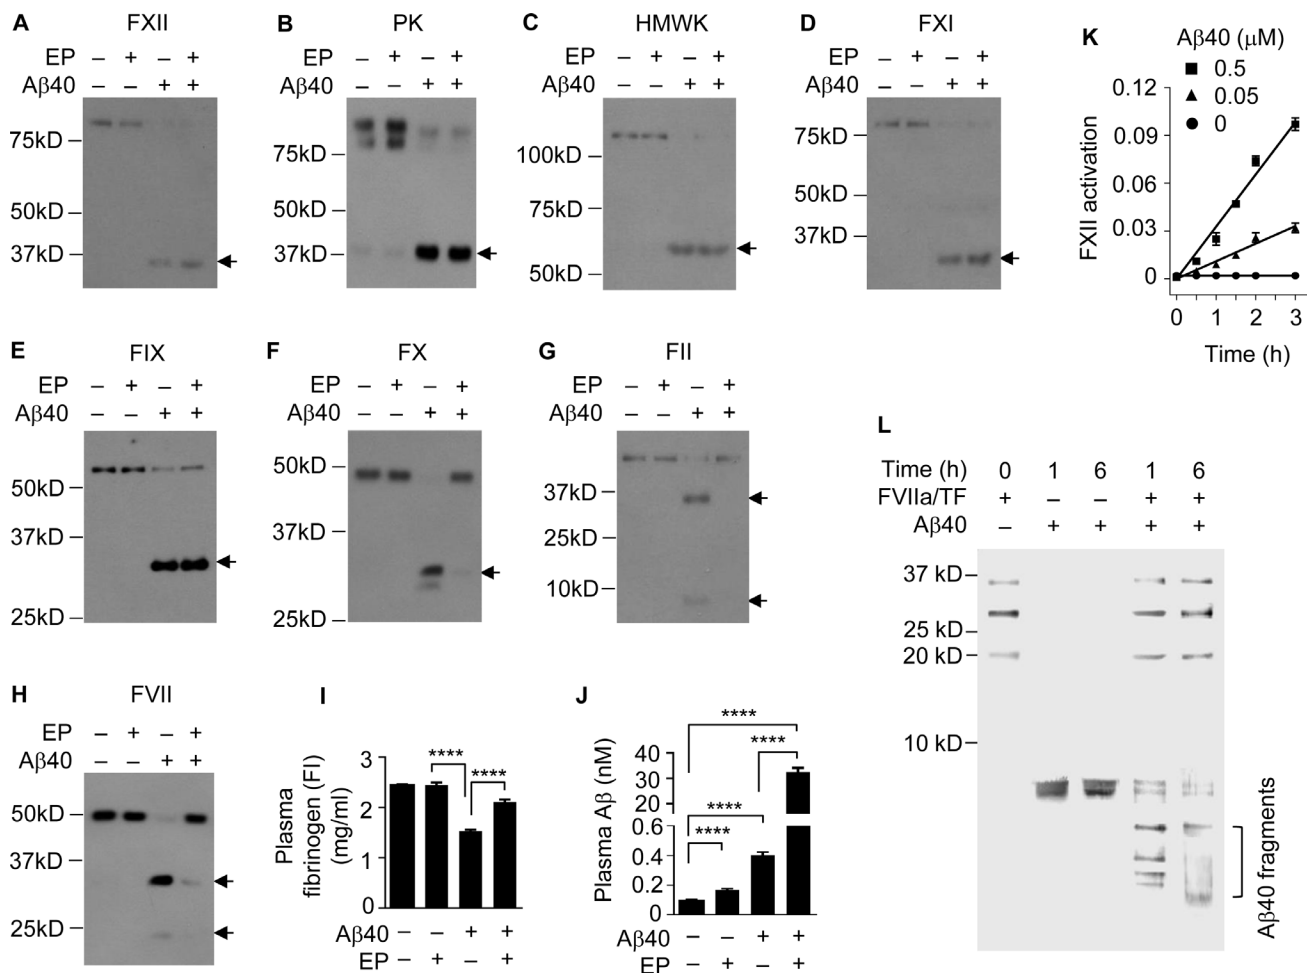 A FXII
EP – + – +
Aβ40 – – + +
75kD
50kD
37kD
B PK
EP – + – +
Aβ40 – – + +
75kD
50kD
37kD
C HMWK
EP – + – +
Aβ40 – – + +
100kD
75kD
50kD
D FXI
EP – + – +
Aβ40 – – + +
75kD
50kD
37kD
K
Aβ40 (μM)
0.5
0.05
0
0.12
0.09
0.06
0.03
0
FXII activation
0 1 2 3
Time (h)
E FIX
EP – + – +
Aβ40 – – + +
50kD
37kD
25kD
F FX
EP – + – +
Aβ40 – – + +
50kD
37kD
25kD
G FII
EP – + – +
Aβ40 – – + +
37kD
25kD
10kD
L
Time (h) 0 1 6 1 6
FVIIa/TF + – – + +
Aβ40 – + + + +
37 kD
25 kD
20 kD
10 kD
Aβ40 fragments
H FVII
EP – + – +
Aβ40 – – + +
50kD
37kD
25kD
I
Plasma
fibrinogen (FI)
(mg/ml)
3
2
1
0
**** ****
Aβ40 – – + +
EP – + – +
J
Plasma Aβ (nM)
40
30
20
10
0.6
0.4
0.2
0
****
****
****
****
Aβ40 – – + +
EP – + – +